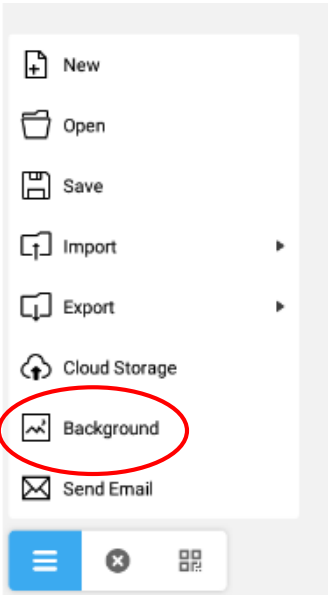 New
Open
Save
Import
Export
Cloud Storage
Background
Send Email